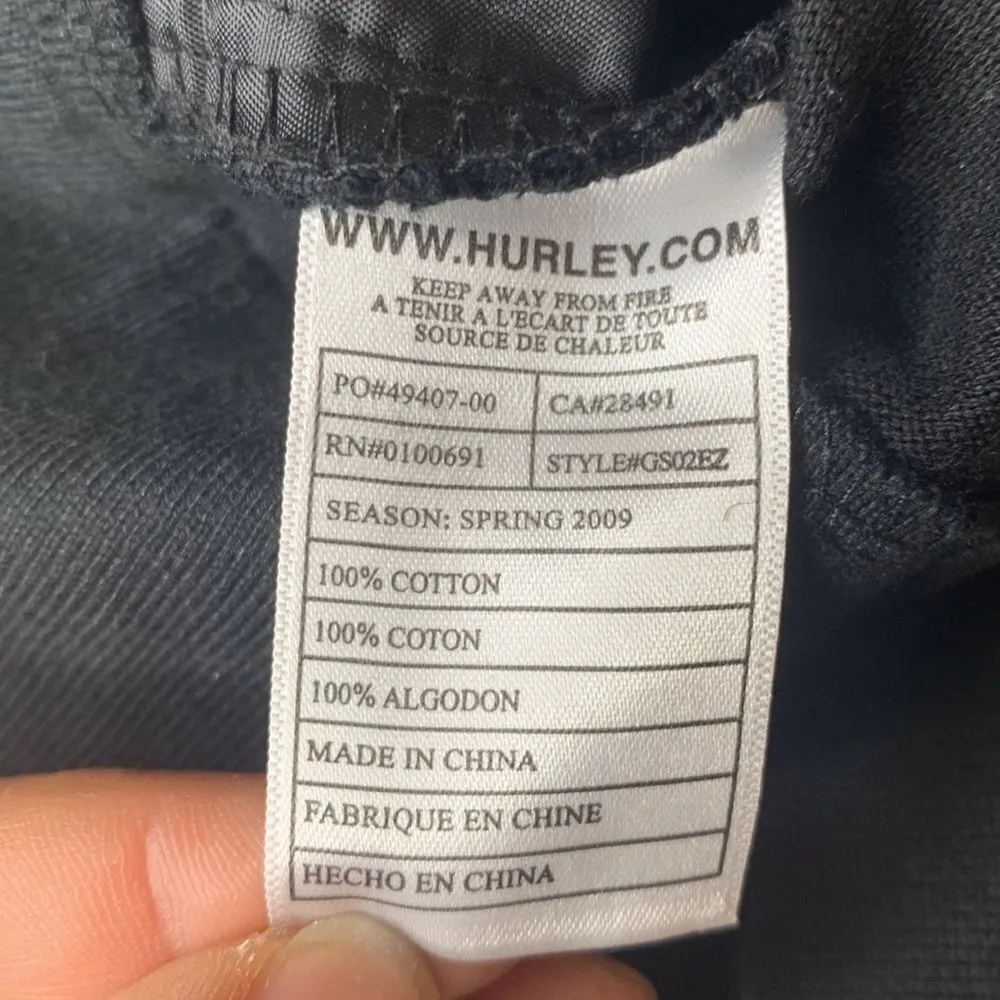 WWW.HURLEY.COM
KEEP AWAY FROM FIRE
A TENIR A L'ECART DE TOUTE
SOURCE DE CHALEUR
PO#49407-00 CA#28491
RN#0100691 STYLE#GS02EZ
SEASON: SPRING 2009
100% COTTON
100% COTON
100% ALGODON
MADE IN CHINA
FABRIQUE EN CHINE
HECHO EN CHINA